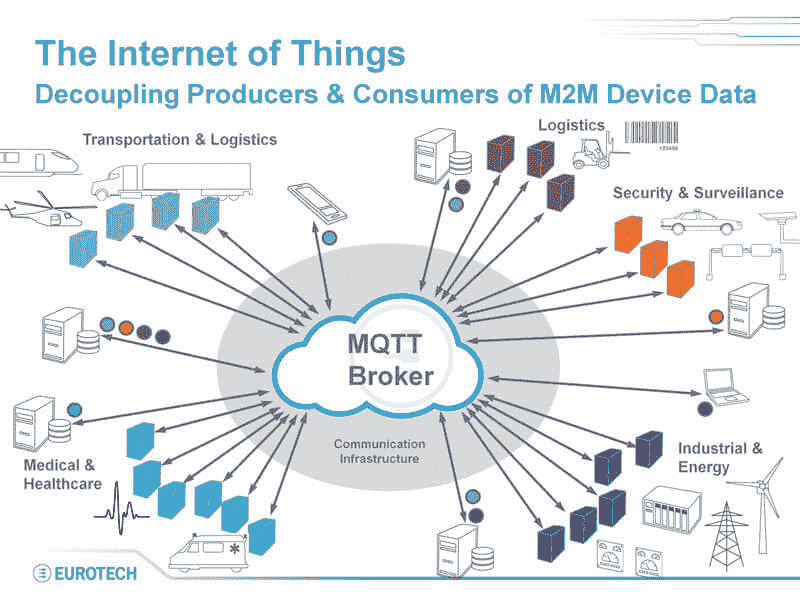 The Internet of Things
Decoupling Producers & Consumers of M2M Device Data
Transportation & Logistics
Logistics
Security & Surveillance
MQTT
Broker
Communication
Infrastructure
Medical &
Healthcare
Industrial &
Energy
EUROTECH